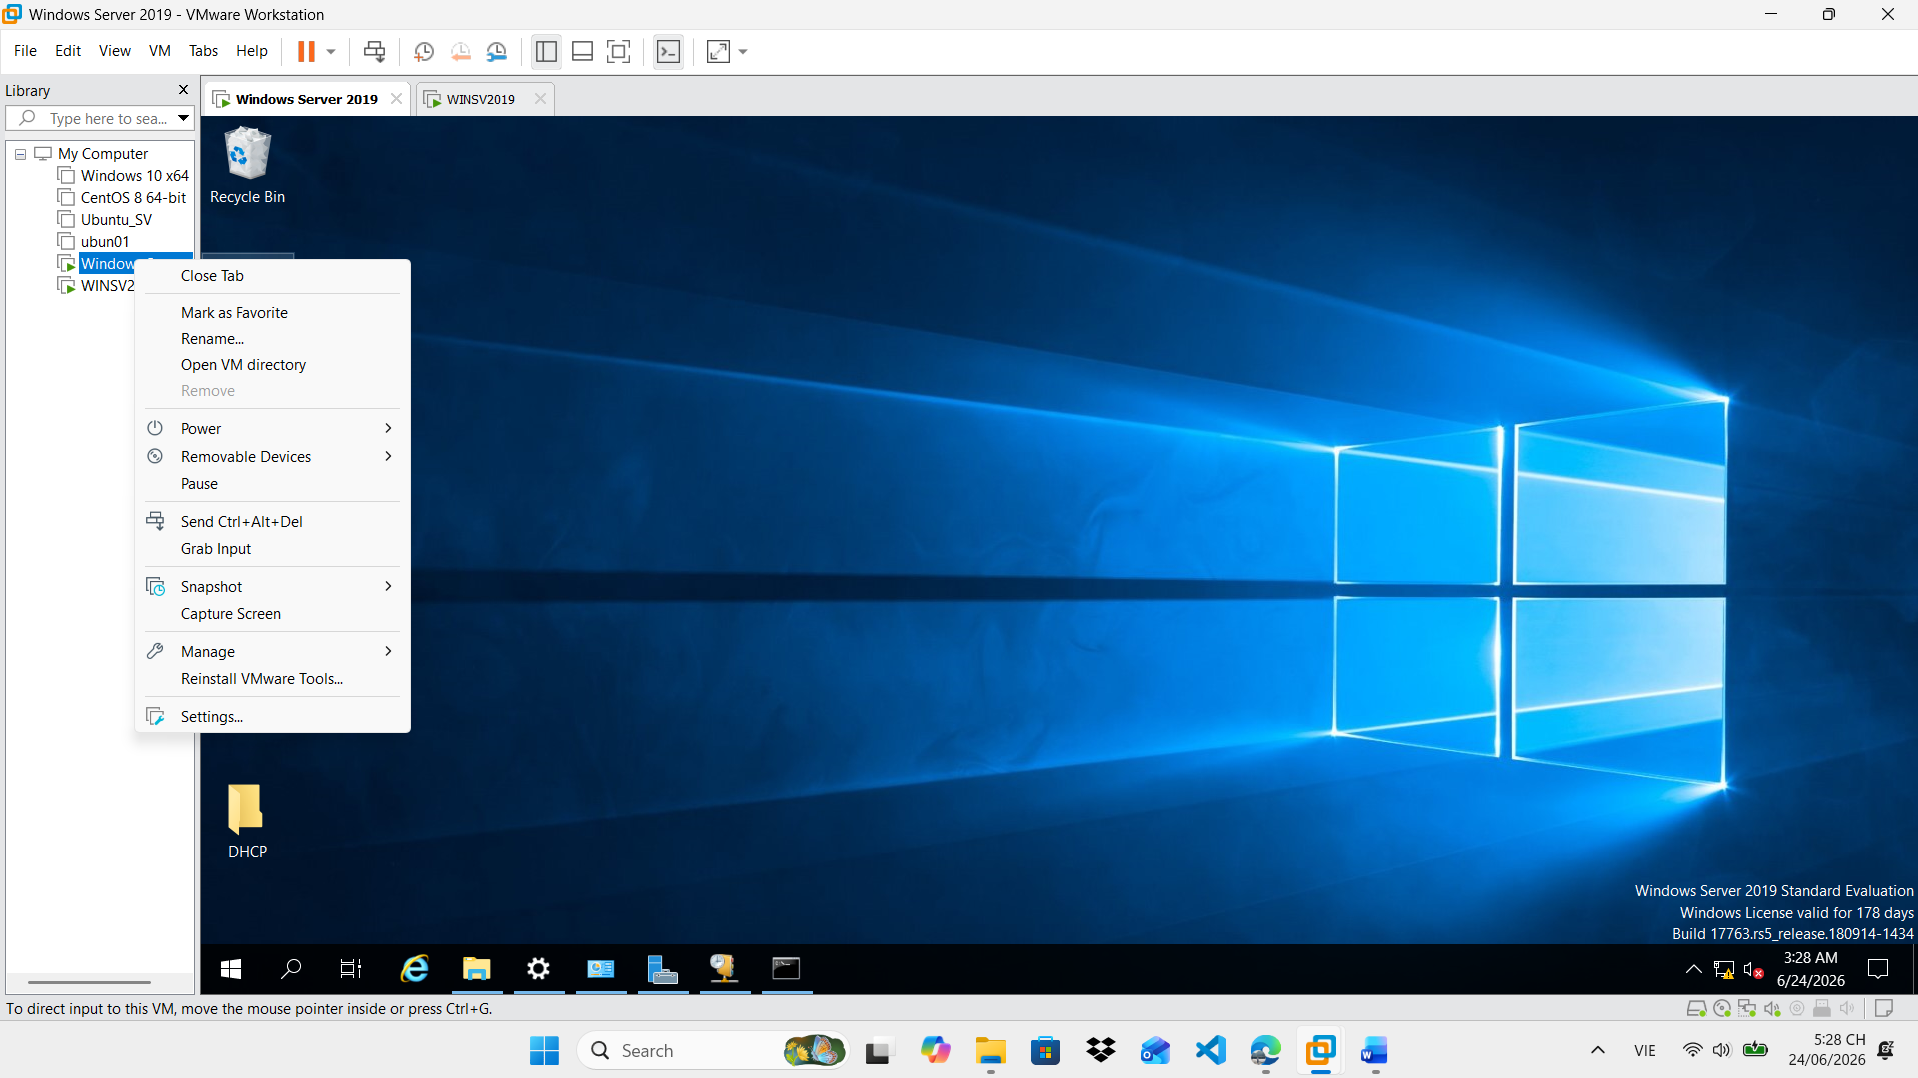 Windows Server 2019 - VMware Workstation
File Edit View VM Tabs Help
Library
Type here to sea...
My Computer
Windows 10 x64
CentOS 8 64-bit
Ubuntu_SV
ubun01
Window
WINSV2
Windows Server 2019
WINSV2019
Recycle Bin
Close Tab
Mark as Favorite
Rename...
Open VM directory
Remove
Power
Removable Devices
Pause
Send Ctrl+Alt+Del
Grab Input
Snapshot
Capture Screen
Manage
Reinstall VMware Tools...
Settings...
DHCP
Windows Server 2019 Standard Evaluation
Windows License valid for 178 days
Build 17763.rs5_release.180914-1434
3:28 AM
6/24/2026
To direct input to this VM, move the mouse pointer inside or press Ctrl+G.
Search
VIE
5:28 CH
24/06/2026